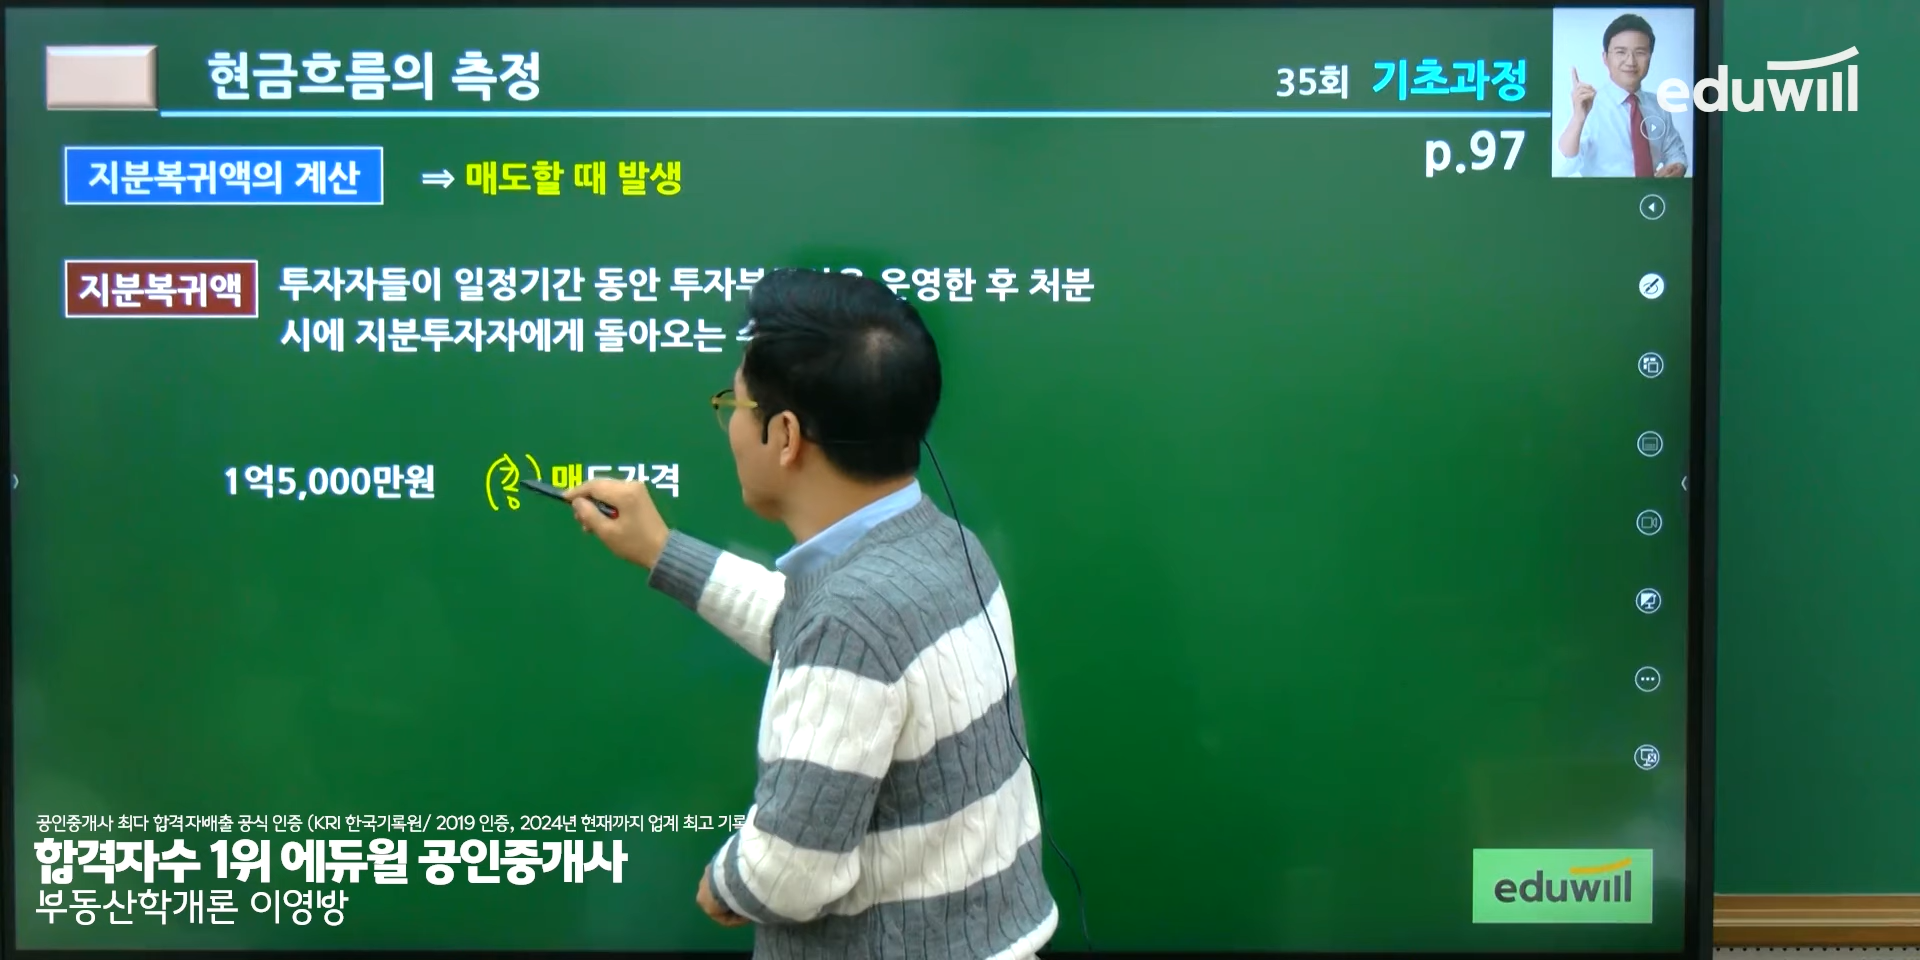 현금흐름의 측정
35회 기초과정
eduwill
p.97
지분복귀액의 계산 ⇒ 매도할 때 발생
지분복귀액 투자자들이 일정기간 동안 운영한 후 처분
시에 지분투자자에게 돌아오는
1억5,000만원 (총) 매도가격
공인중개사 최다 합격자배출 공식 인증 (KRI 한국기록원/ 2019 인증, 2024년 현재까지 업계 최고 기록
합격자수 1위 에듀윌 공인중개사
부동산학개론 이영방
eduwill